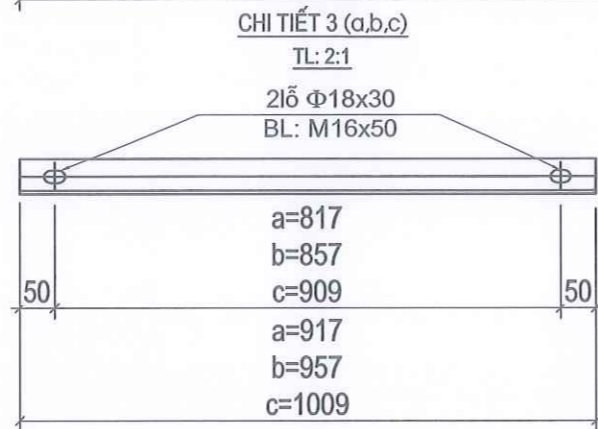 CHI TIẾT 3 (a,b,c)
TL: 2:1
2lỗ Φ18x30
BL: M16x50
a=817
b=857
50 c=909 50
a=917
b=957
c=1009